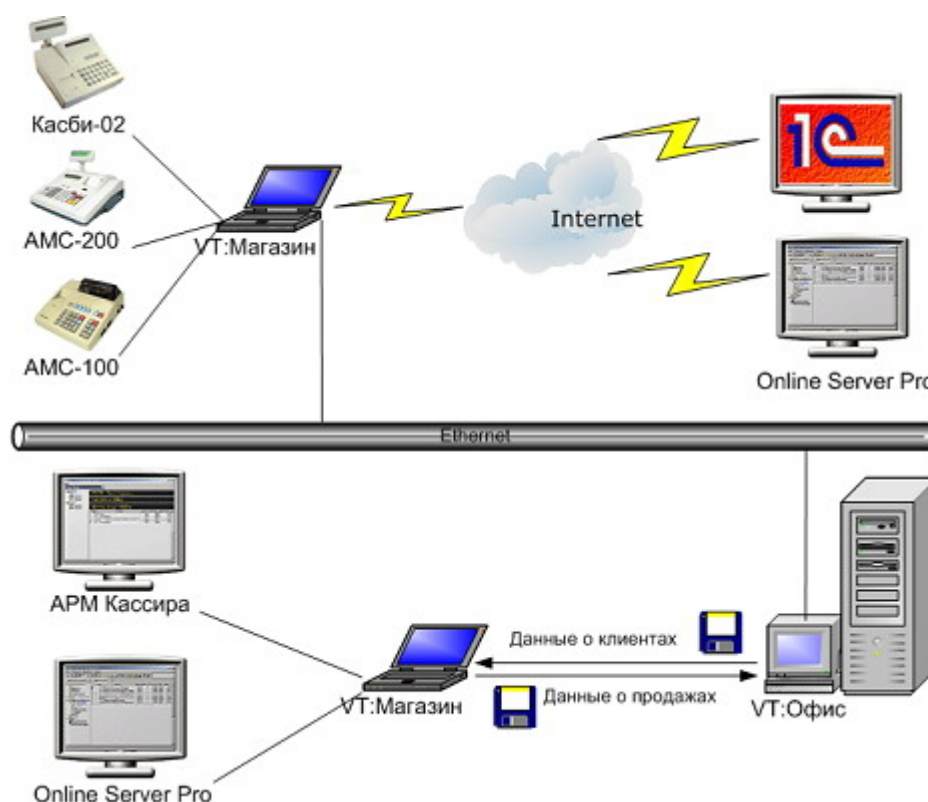 Касби-02
АМС-200
VT:Магазин
Internet
1С
АМС-100
Online Server Pro
Ethernet
АРМ Кассира
Данные о клиентах
Данные о продажах
VT:Магазин
VT:Офис
Online Server Pro